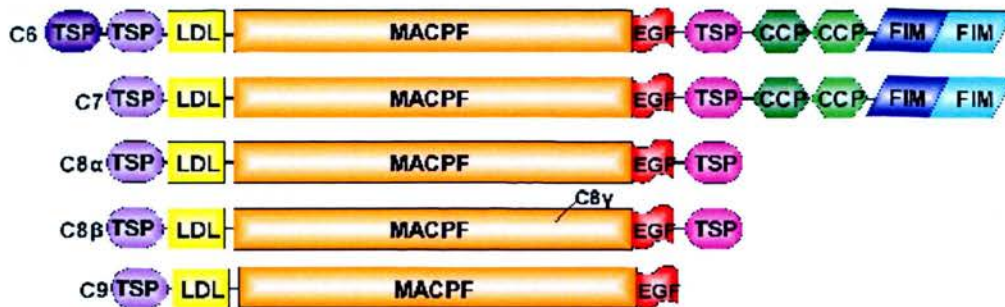 C6 TSP TSP LDL MACPF EGF TSP CCP CCP FIM FIM
C7 TSP LDL MACPF EGF TSP CCP CCP FIM FIM
C8α TSP LDL MACPF EGF TSP
C8γ
C8β TSP LDL MACPF EGF TSP
C9 TSP LDL MACPF EGF